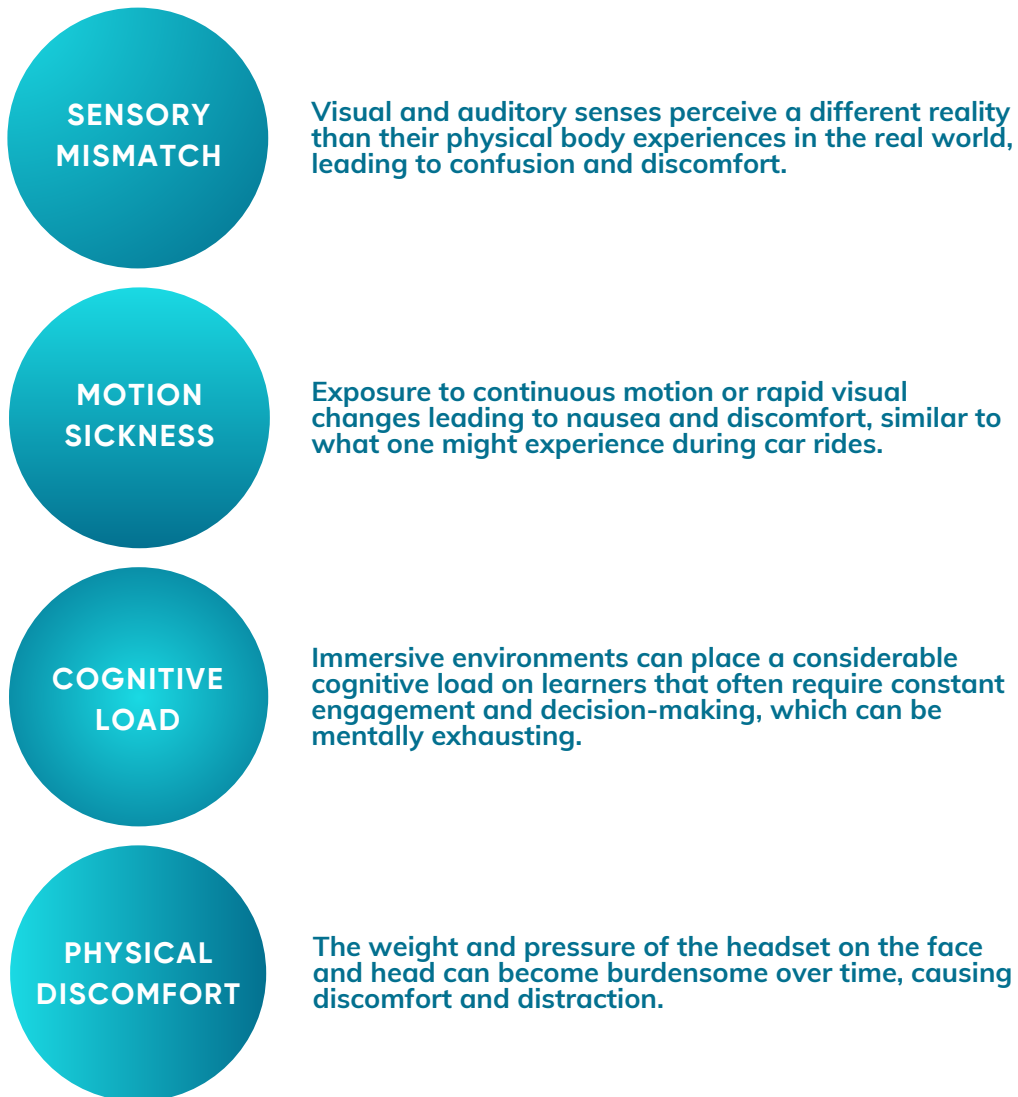 SENSORY
MISMATCH
Visual and auditory senses perceive a different reality
than their physical body experiences in the real world,
leading to confusion and discomfort.
MOTION
SICKNESS
Exposure to continuous motion or rapid visual
changes leading to nausea and discomfort, similar to
what one might experience during car rides.
COGNITIVE
LOAD
Immersive environments can place a considerable
cognitive load on learners that often require constant
engagement and decision-making, which can be
mentally exhausting.
PHYSICAL
DISCOMFORT
The weight and pressure of the headset on the face
and head can become burdensome over time, causing
discomfort and distraction.